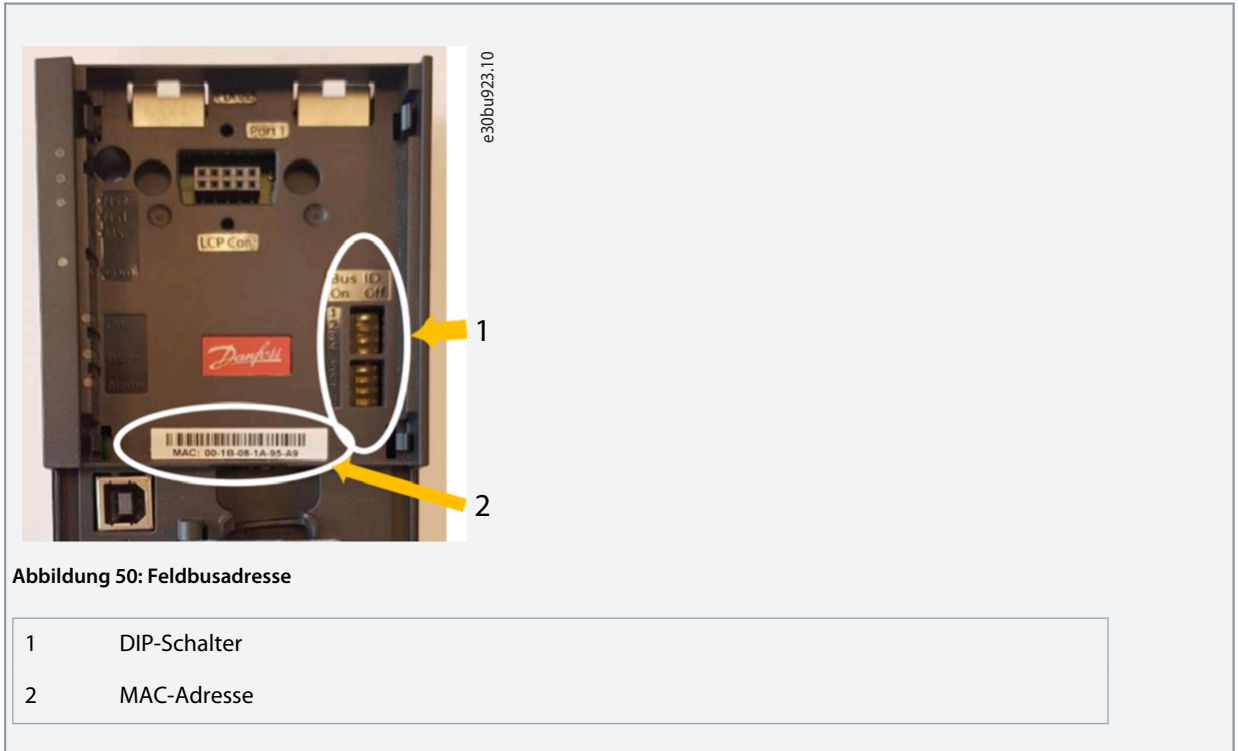 e30bu923.10
Port 1
LCP Con
Bus ID
On Off
1
Danfoss
MAC: 00-1B-08-1A-95-A9
1
2
Abbildung 50: Feldbusadresse
1 DIP-Schalter
2 MAC-Adresse